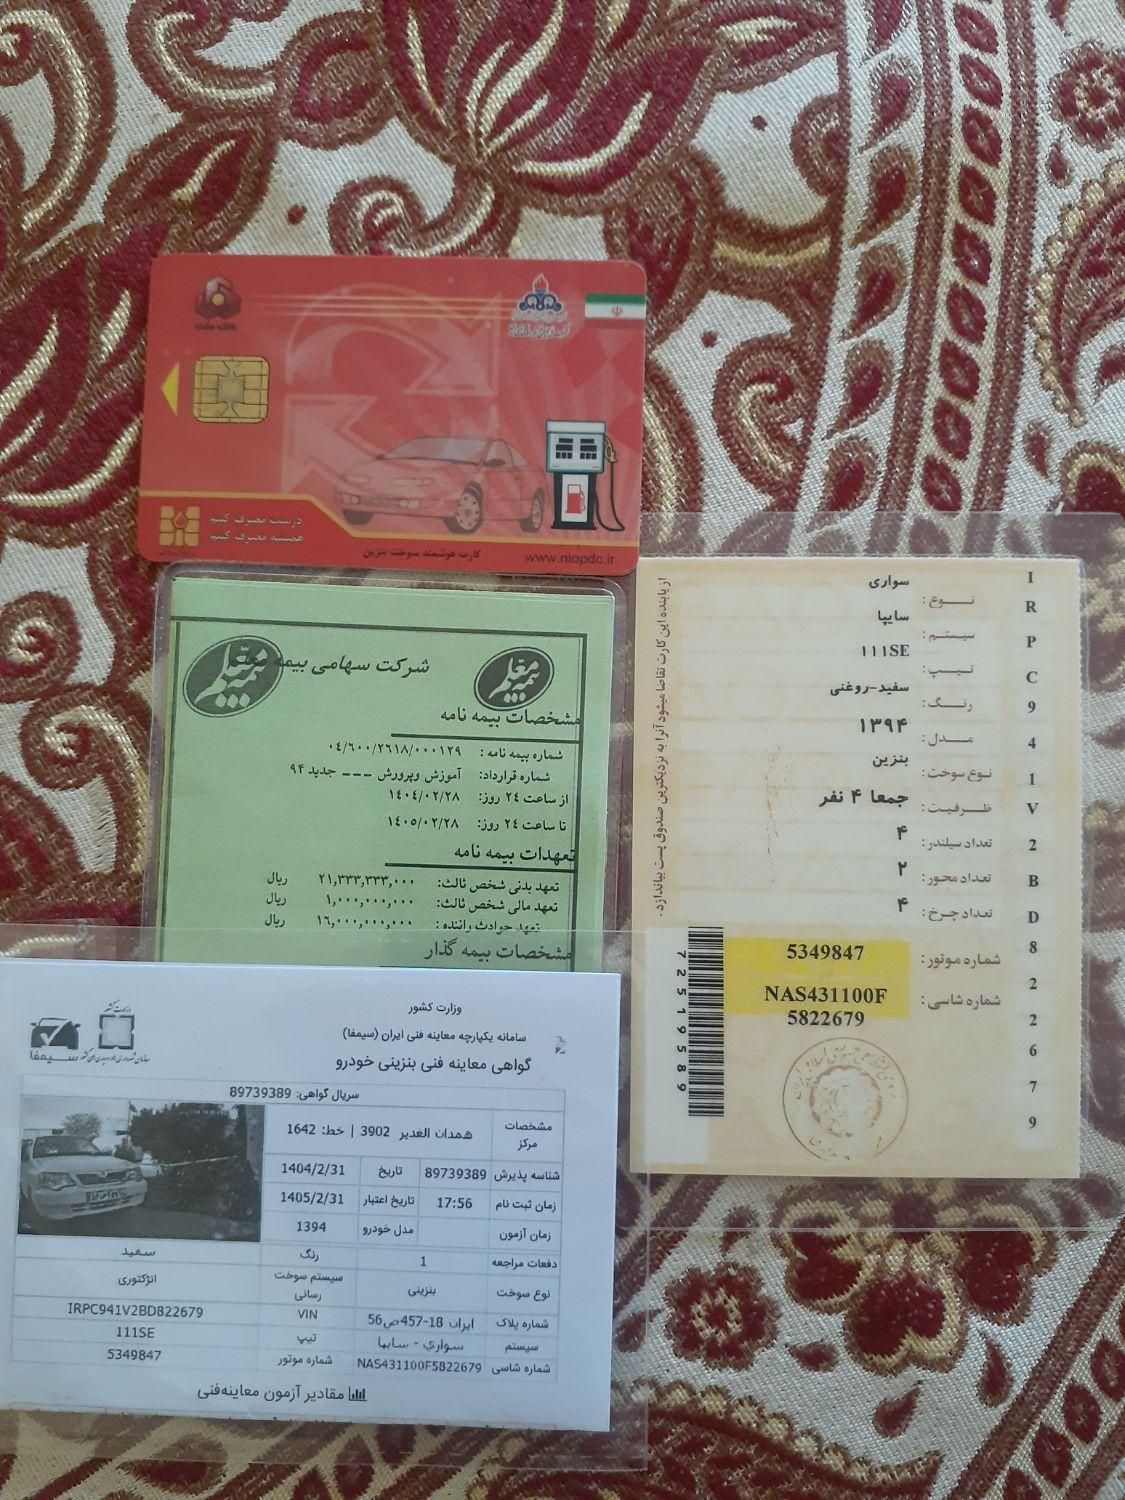 بانک ملت
درست مصرف کنیم
همیشه مصرف کنیم
کارت هوشمند سوخت بنزین
www.niopdc.ir
شرکت سهامی بیمه معلم
بیمه معلم
بیمه معلم
مشخصات بیمه نامه
شماره بیمه نامه : ۰۴/۶۰۰/۲۶۱۸/۰۰۰۱۲۹
شماره قرارداد: آموزش وپرورش --- جدید ۹۴
از ساعت ۲۴ روز: ۱۴۰۴/۰۲/۲۸
تا ساعت ۲۴ روز: ۱۴۰۵/۰۲/۲۸
تعهدات بیمه نامه
تعهد بدنی شخص ثالث: ۲۱,۳۳۳,۳۳۳,۰۰۰ ریال
تعهد مالی شخص ثالث: ۱,۰۰۰,۰۰۰,۰۰۰ ریال
تعهد حوادث راننده : ۱۶,۰۰۰,۰۰۰,۰۰۰ ریال
مشخصات بیمه گذار
I R P C 9 4 1 V 2 B D 8 2 2 6 7 9
نوع : سواری
سیستم : سایپا
تیپ : ۱۱۱SE
رنگ : سفید-روغنی
مدل : ۱۳۹۴
نوع سوخت : بنزین
ظرفیت : جمعا ۴ نفر
تعداد سیلندر : ۴
تعداد محور : ۲
تعداد چرخ : ۴
شماره موتور : 5349847
شماره شاسی : NAS431100F
5822679
از یابنده این کارت تقاضا میشود آنرا به نزدیکترین صندوق پست بیاندازد.
7251 9589
وزارت کشور
سامانه یکپارچه معاینه فنی ایران (سیمفا)
گواهی معاینه فنی بنزینی خودرو
سیمفا
سریال گواهی: 89739389
مشخصات مرکز همدان الغدیر 3902 | خط: 1642
شناسه پذیرش 89739389 تاریخ 1404/2/31
زمان ثبت نام 17:56 تاریخ اعتبار 1405/2/31
زمان آزمون مدل خودرو 1394
دفعات مراجعه 1 رنگ سفید
نوع سوخت بنزینی سیستم سوخت رسانی انژکتوری
شماره پلاک ایران 18-457ص56 VIN IRPC941V2BD822679
سیستم سواری - سایپا تیپ 111SE
شماره شاسی NAS431100F5822679 شماره موتور 5349847
مقادیر آزمون معاینه‌فنی